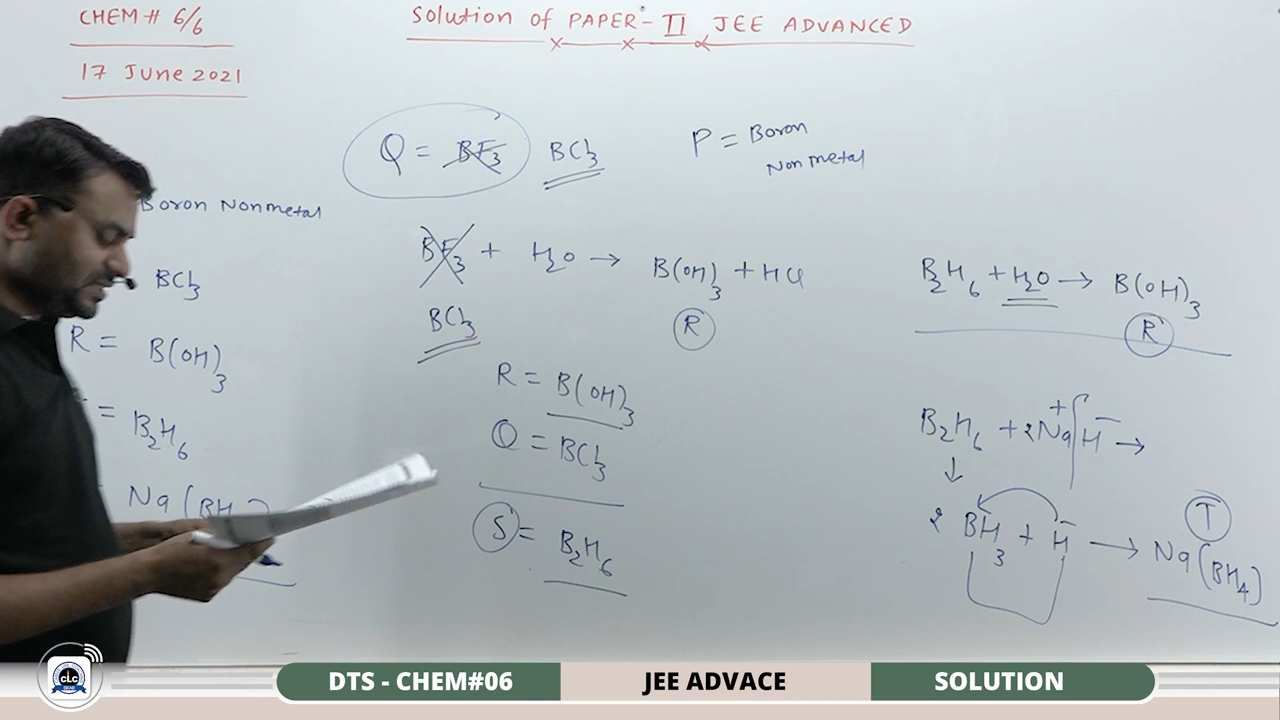 CHEM# 6/6
17 June 2021
Solution of PAPER-II JEE ADVANCED
Q = BF3 BCl3
P = Boron
Non metal
Boron Nonmetal
BCl3
R = B(OH)3
= B2H6
Na(BH
BF3 + H2O → B(OH)3 + HCl
BCl3
R
R = B(OH)3
Q = BCl3
S = B2H6
B2H6 + H2O → B(OH)3
R
B2H6 + 2Na+ H- →
↓
2 BH3 + H- → Na(BH4)
T
CLC
DTS - CHEM#06
JEE ADVACE
SOLUTION